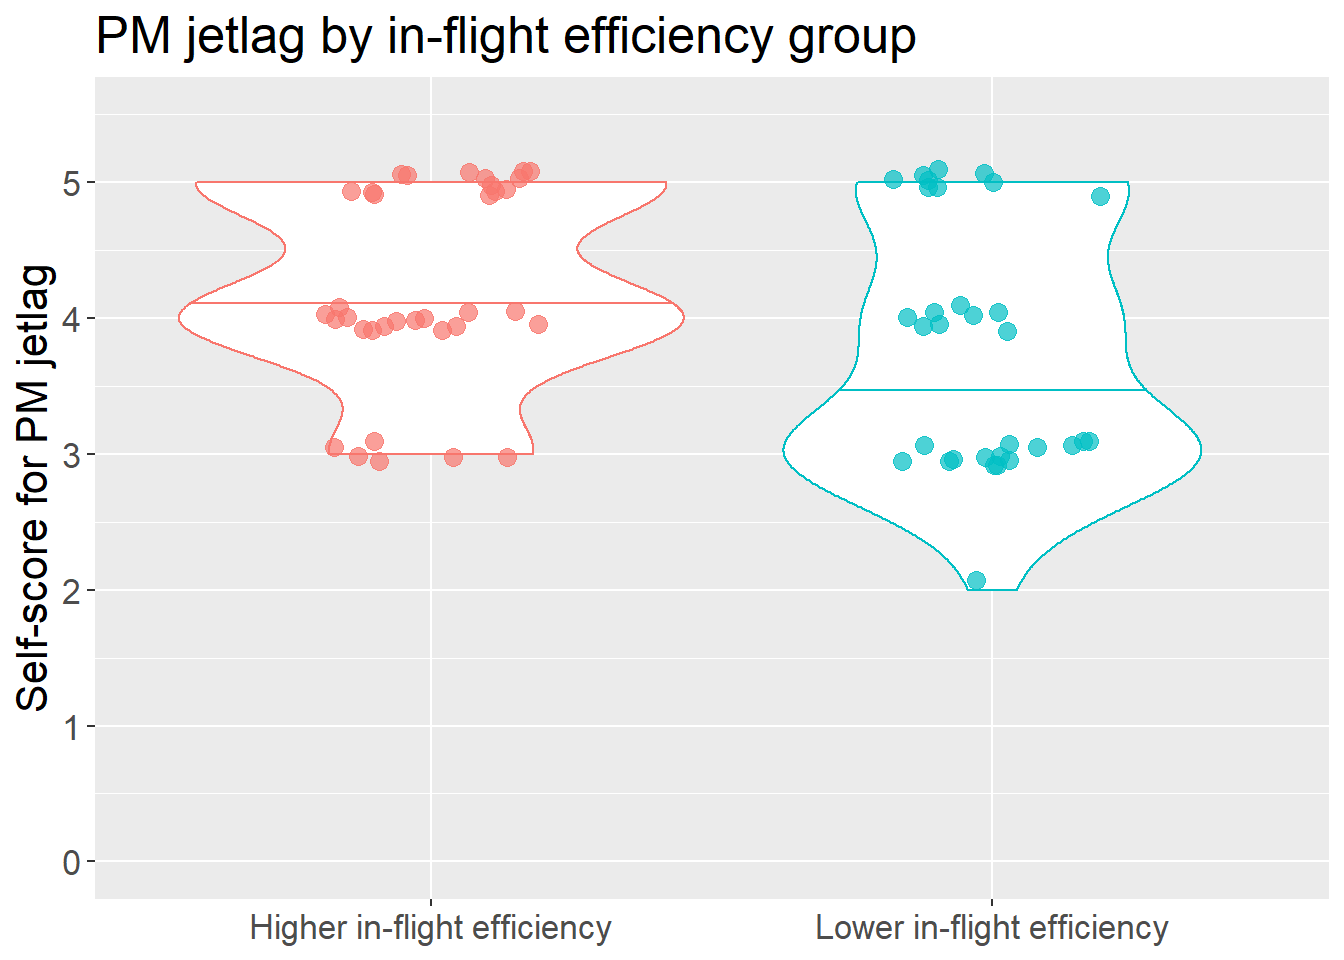 PM jetlag by in-flight efficiency group
Self-score for PM jetlag
5
4
3
2
1
0
Higher in-flight efficiency
Lower in-flight efficiency